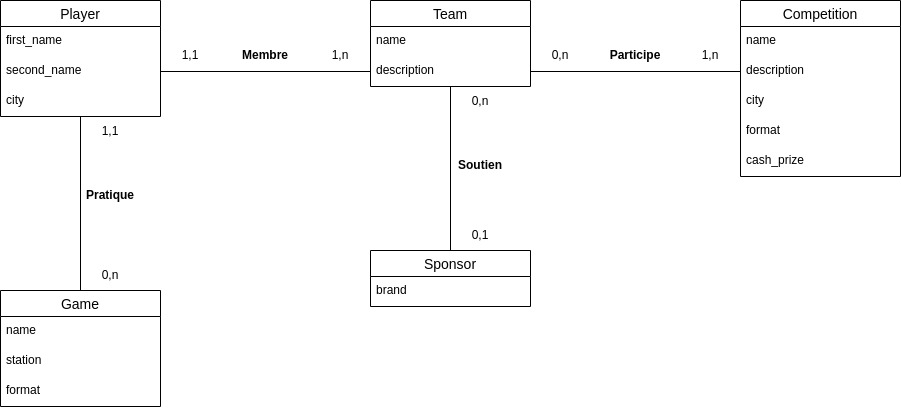 Player
first_name
second_name
city
1,1
Membre
1,n
Team
name
description
0,n
Participe
1,n
Competition
name
description
city
format
cash_prize
1,1
Pratique
0,n
0,n
Soutien
0,1
Sponsor
brand
Game
name
station
format